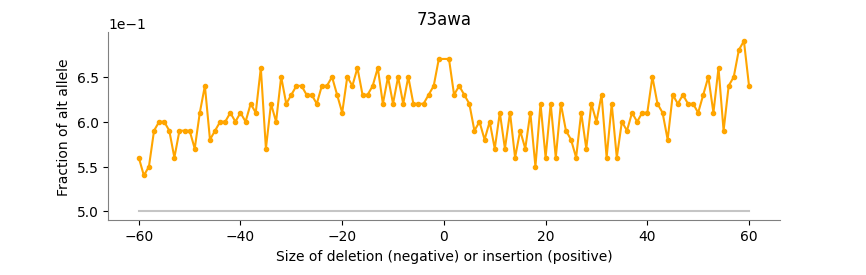 73awa
1e−1
Fraction of alt allele
6.5
6.0
5.5
5.0
−60 −40 −20 0 20 40 60
Size of deletion (negative) or insertion (positive)